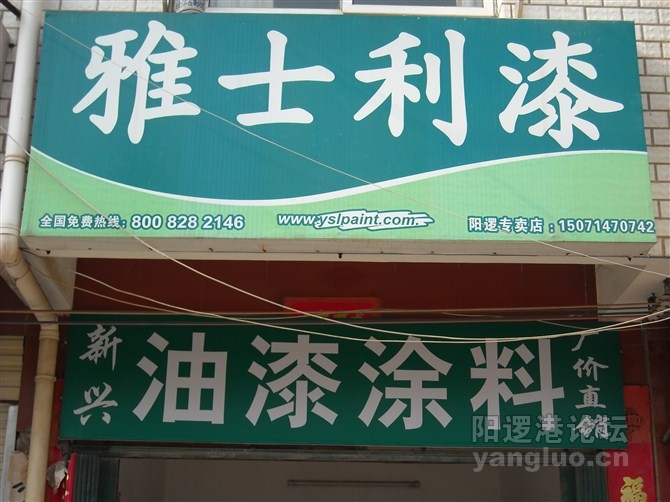 雅士利漆
全国免费热线：800 828 2146 www.yslpaint.com. 阳逻专卖店：15071470742
新兴 油漆涂料 厂价直销
阳逻港论坛
yangluo.cn